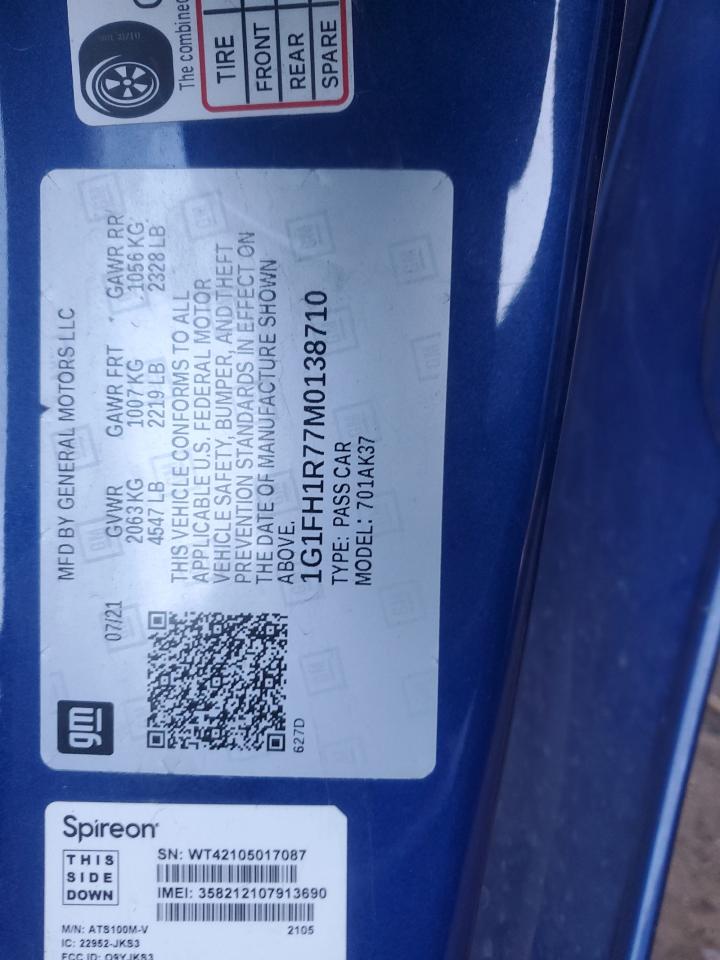 The combined
TIRE
FRONT
REAR
SPARE
MFD BY GENERAL MOTORS LLC
07/21 GVWR GAWR FRT GAWR RR
2063 KG 1007 KG 1056 KG
4547 LB 2219 LB 2328 LB
THIS VEHICLE CONFORMS TO ALL
APPLICABLE U.S. FEDERAL MOTOR
VEHICLE SAFETY, BUMPER, AND THEFT
PREVENTION STANDARDS IN EFFECT ON
THE DATE OF MANUFACTURE SHOWN
ABOVE.
1G1FH1R77M0138710
TYPE: PASS CAR
MODEL: 701AK37
gm
627D
Spireon
THIS
SIDE
DOWN
SN: WT42105017087
IMEI: 358212107913690
M/N: ATS100M-V 2105
IC: 22952-JKS3
FCC ID: O9YJKS3